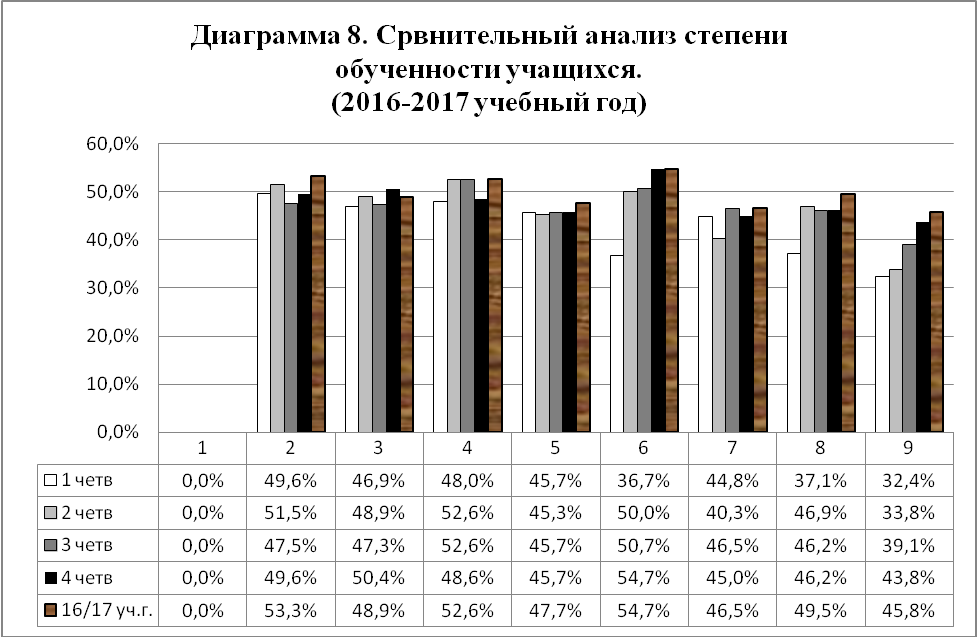 Диаграмма 8. Срвнительный анализ степени
обученности учащихся.
(2016-2017 учебный год)
60,0%
50,0%
40,0%
30,0%
20,0%
10,0%
0,0%
1 2 3 4 5 6 7 8 9
1 четв 0,0% 49,6% 46,9% 48,0% 45,7% 36,7% 44,8% 37,1% 32,4%
2 четв 0,0% 51,5% 48,9% 52,6% 45,3% 50,0% 40,3% 46,9% 33,8%
3 четв 0,0% 47,5% 47,3% 52,6% 45,7% 50,7% 46,5% 46,2% 39,1%
4 четв 0,0% 49,6% 50,4% 48,6% 45,7% 54,7% 45,0% 46,2% 43,8%
16/17 уч.г. 0,0% 53,3% 48,9% 52,6% 47,7% 54,7% 46,5% 49,5% 45,8%